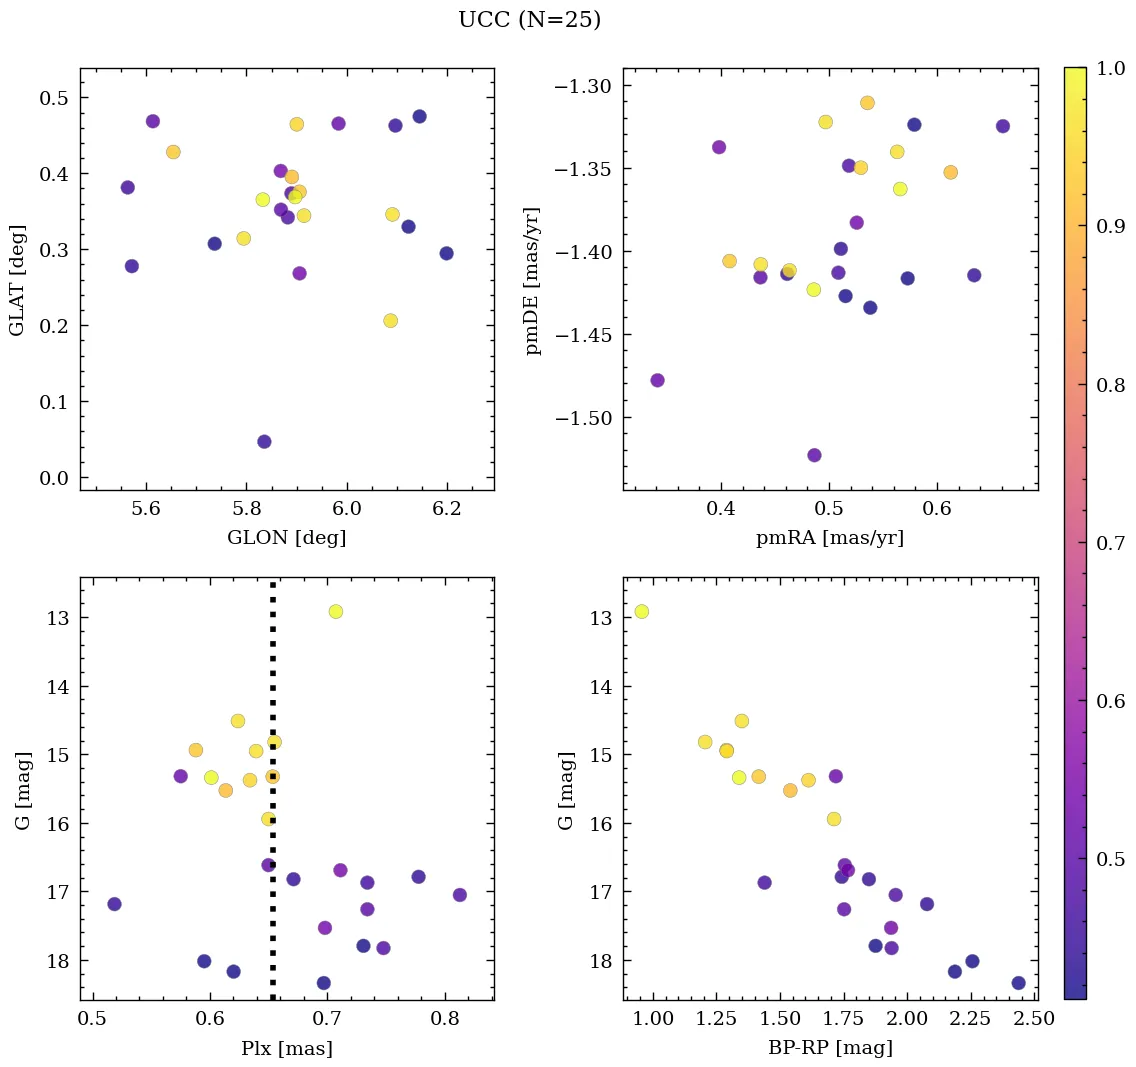 UCC (N=25)
0.5
0.4
0.3
0.2
0.1
0.0
GLAT [deg]
5.6 5.8 6.0 6.2
GLON [deg]
−1.30
−1.35
−1.40
−1.45
−1.50
pmDE [mas/yr]
0.4 0.5 0.6
pmRA [mas/yr]
13
14
15
16
17
18
G [mag]
0.5 0.6 0.7 0.8
Plx [mas]
13
14
15
16
17
18
G [mag]
1.00 1.25 1.50 1.75 2.00 2.25 2.50
BP-RP [mag]
1.0
0.9
0.8
0.7
0.6
0.5